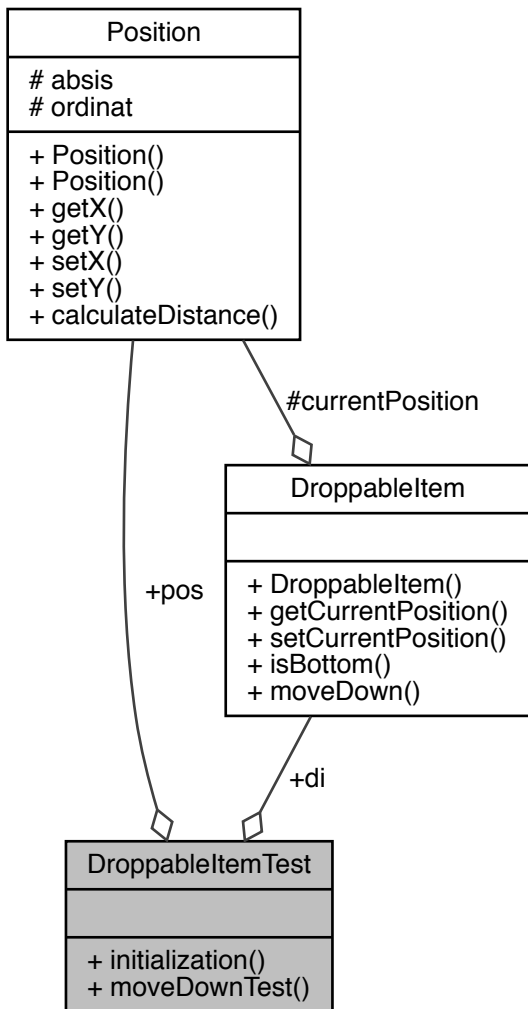 Position
# absis
# ordinat
+ Position()
+ Position()
+ getX()
+ getY()
+ setX()
+ setY()
+ calculateDistance()
#currentPosition
DroppableItem
+ DroppableItem()
+ getCurrentPosition()
+ setCurrentPosition()
+ isBottom()
+ moveDown()
+pos
+di
DroppableItemTest
+ initialization()
+ moveDownTest()